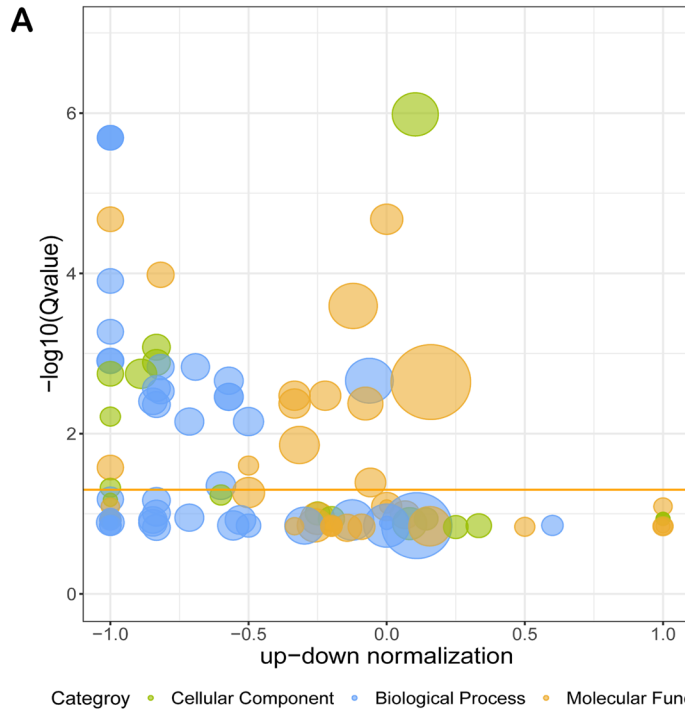 A
6
4
2
0
−log10(Qvalue)
−1.0 −0.5 0.0 0.5 1.0
up−down normalization
Categroy Cellular Component Biological Process Molecular Func